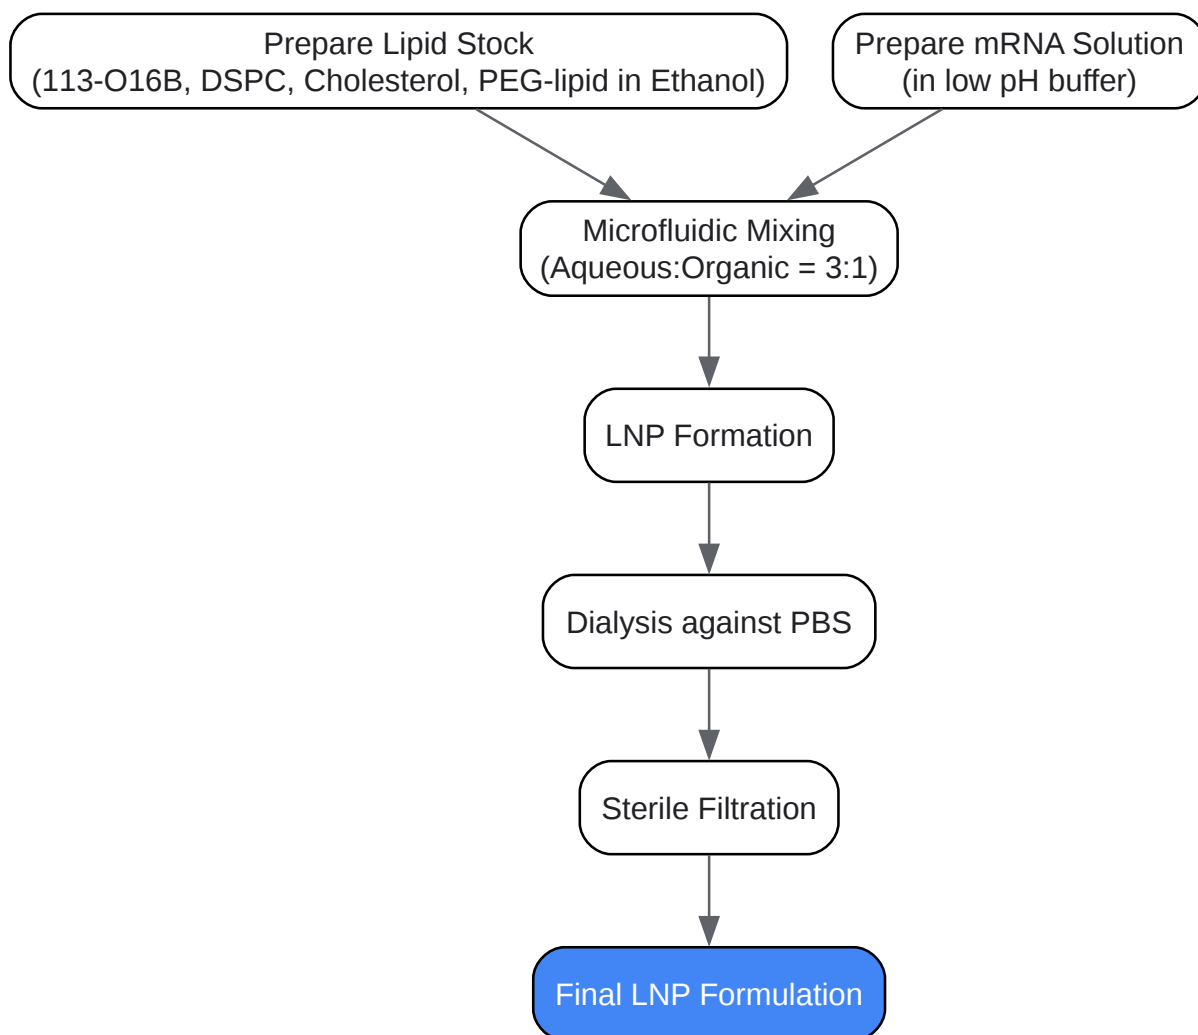 Prepare Lipid Stock
(113-O16B, DSPC, Cholesterol, PEG-lipid in Ethanol)
Prepare mRNA Solution
(in low pH buffer)
Microfluidic Mixing
(Aqueous:Organic = 3:1)
LNP Formation
Dialysis against PBS
Sterile Filtration
Final LNP Formulation